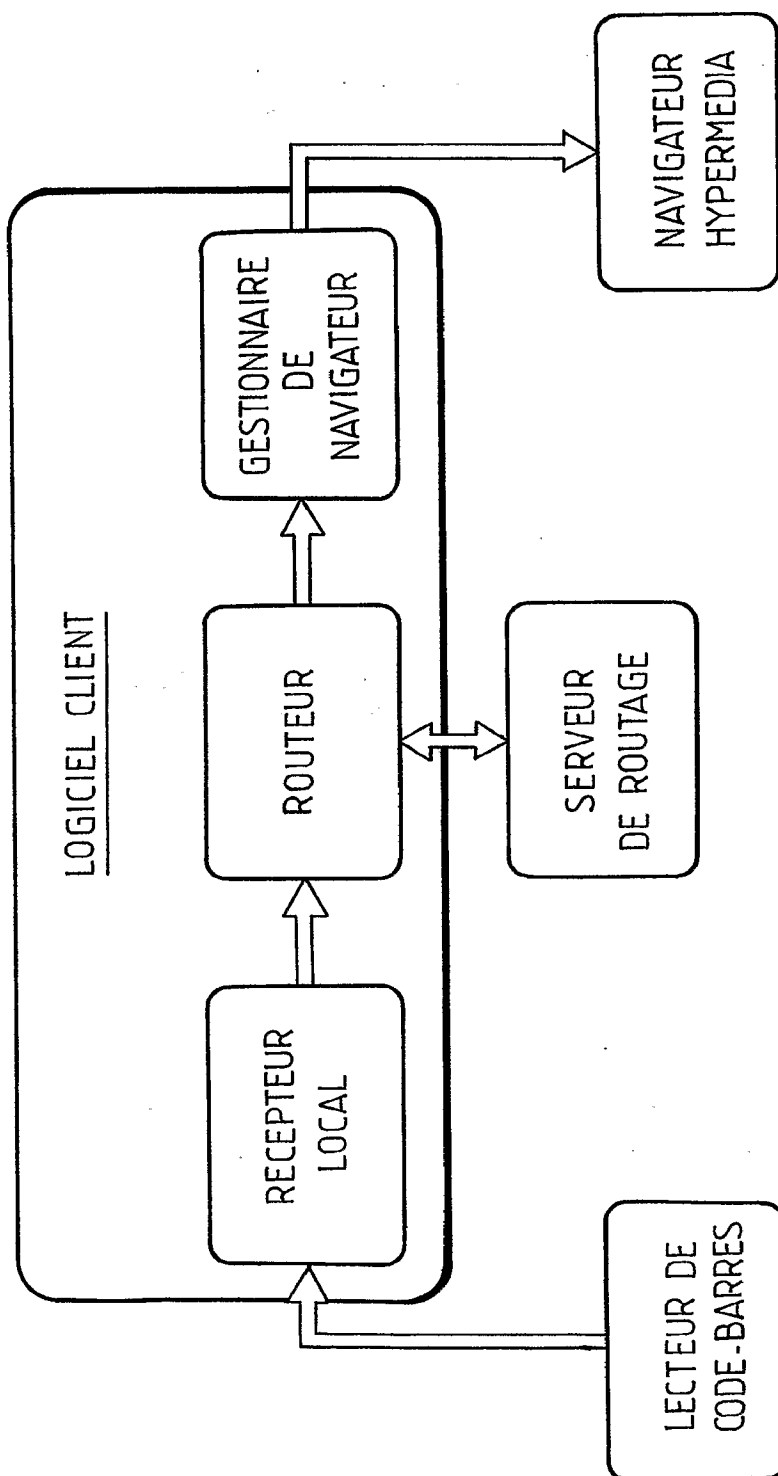 LOGICIEL CLIENT
RECEPTEUR
LOCAL
ROUTEUR
GESTIONNAIRE
DE
NAVIGATEUR
LECTEUR DE
CODE-BARRES
SERVEUR
DE ROUTAGE
NAVIGATEUR
HYPERMEDIA